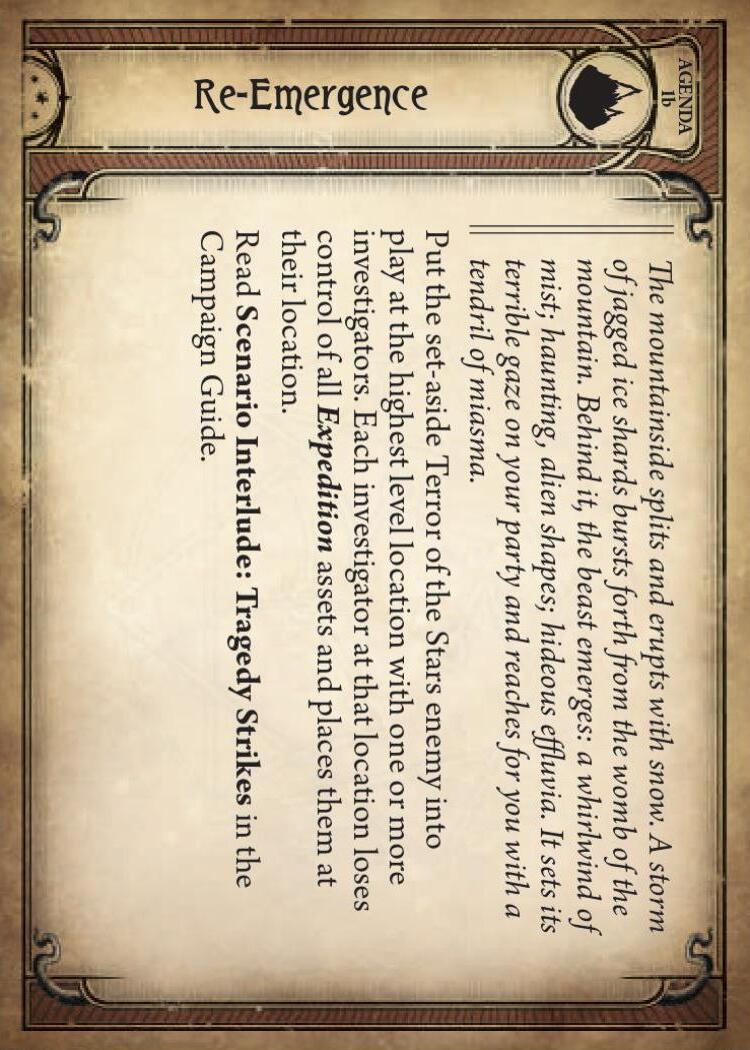 AGENDA
1b
Re-Emergence
The mountainside splits and erupts with snow. A storm
of jagged ice shards bursts forth from the womb of the
mountain. Behind it, the beast emerges: a whirlwind of
mist; haunting, alien shapes; hideous effluvia. It sets its
terrible gaze on your party and reaches for you with a
tendril of miasma.
Put the set-aside Terror of the Stars enemy into
play at the highest level location with one or more
investigators. Each investigator at that location loses
control of all Expedition assets and places them at
their location.
Read Scenario Interlude: Tragedy Strikes in the
Campaign Guide.